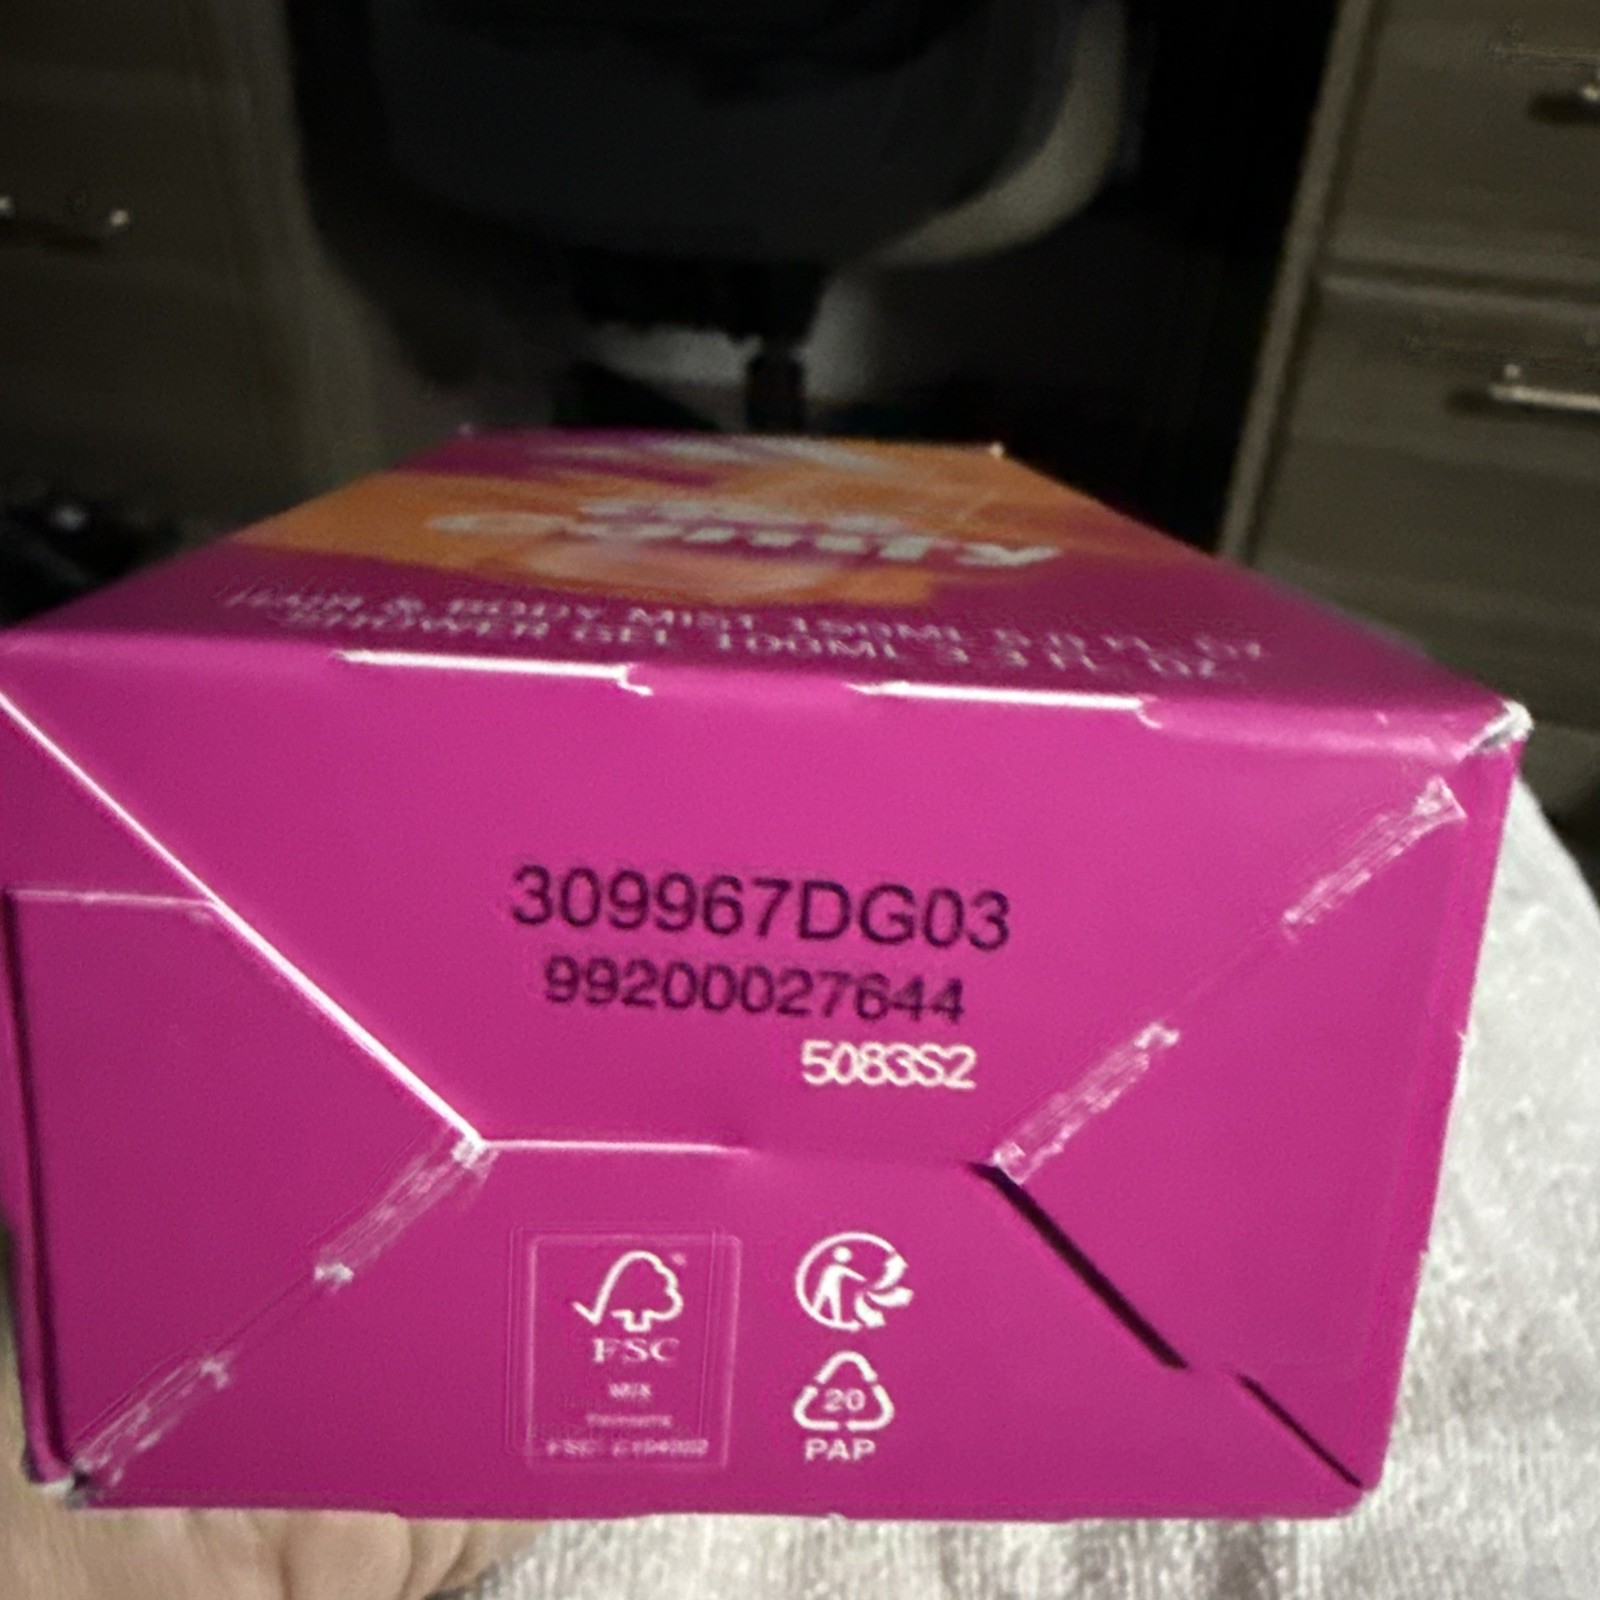 HAIR & BODY MIST 150ML 5.0 FL. OZ
SHOWER GEL 100ML 3.3 FL. OZ
309967DG03
99200027644
5083S2
FSC
MIX
20
PAP